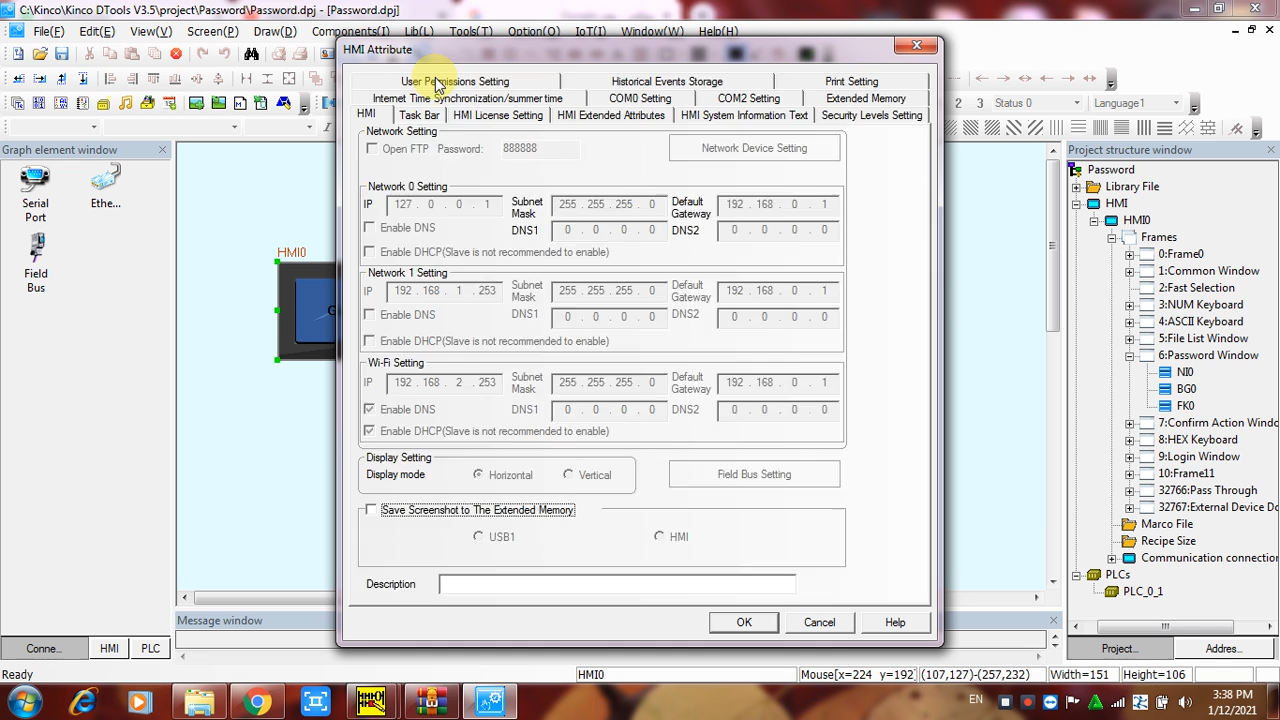 C:\Kinco\Kinco DTools V3.5\project\Password\Password.dpj - [Password.dpj]
File(F) Edit(E) View(V) Screen(P) Draw(D) Components(I) Lib(L) Tools(T) Option(O) IoT(I) Window(W) Help(H)
HMI Attribute
User Permissions Setting Historical Events Storage Print Setting
Internet Time Synchronization/summer time COM0 Setting COM2 Setting Extended Memory
2 3 Status 0 Language1
HMI Task Bar HMI License Setting HMI Extended Attributes HMI System Information Text Security Levels Setting
Graph element window
Serial Port
Ethe...
Field Bus
HMI0
Network Setting
Open FTP Password: 888888 Network Device Setting
Network 0 Setting
IP 127 . 0 . 0 . 1 Subnet Mask 255 . 255 . 255 . 0 Default Gateway 192 . 168 . 0 . 1
Enable DNS DNS1 0 . 0 . 0 . 0 DNS2 0 . 0 . 0 . 0
Enable DHCP(Slave is not recommended to enable)
Network 1 Setting
IP 192 . 168 . 1 . 253 Subnet Mask 255 . 255 . 255 . 0 Default Gateway 192 . 168 . 0 . 1
Enable DNS DNS1 0 . 0 . 0 . 0 DNS2 0 . 0 . 0 . 0
Enable DHCP(Slave is not recommended to enable)
Wi-Fi Setting
IP 192 . 168 . 2 . 253 Subnet Mask 255 . 255 . 255 . 0 Default Gateway 192 . 168 . 0 . 1
Enable DNS DNS1 0 . 0 . 0 . 0 DNS2 0 . 0 . 0 . 0
Enable DHCP(Slave is not recommended to enable)
Display Setting
Display mode Horizontal Vertical Field Bus Setting
Save Screenshot to The Extended Memory
USB1 HMI
Description
OK Cancel Help
Project structure window
Password
Library File
HMI
HMI0
Frames
0:Frame0
1:Common Window
2:Fast Selection
3:NUM Keyboard
4:ASCII Keyboard
5:File List Window
6:Password Window
NI0
BG0
FK0
7:Confirm Action Windo
8:HEX Keyboard
9:Login Window
10:Frame11
32766:Pass Through
32767:External Device Do
Marco File
Recipe Size
Communication connection
PLCs
PLC_0_1
Message window
Conne... HMI PLC
Project... Addres...
Ready HMI0 Mouse[x=224 y=192] (107,127)-(257,232) Width=151 Height=106
EN
3:38 PM
1/12/2021